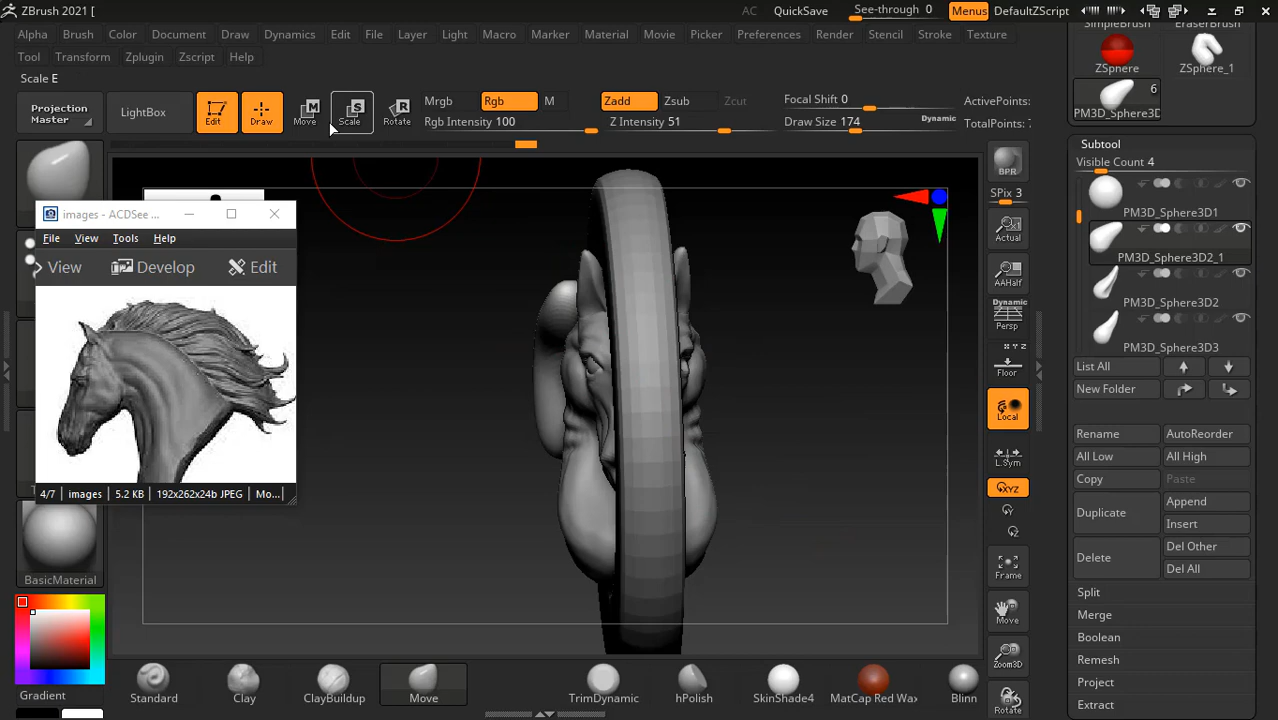 ZBrush 2021 [
AC QuickSave See-through 0 Menus DefaultZScript
Alpha Brush Color Document Draw Dynamics Edit File Layer Light Macro Marker Material Movie Picker Preferences Render Stencil Stroke Texture
Tool Transform Zplugin Zscript Help
Scale E
Projection
Master
LightBox
Edit Draw Move Scale Rotate
M S R
Mrgb Rgb M
Rgb Intensity 100
Zadd Zsub Zcut
Z Intensity 51
Focal Shift 0
Draw Size 174 Dynamic
ActivePoints:
TotalPoints: 7
SimpleBrush EraserBrush
ZSphere ZSphere_1
6
PM3D_Sphere3D
Subtool
Visible Count 4
PM3D_Sphere3D1
PM3D_Sphere3D2_1
PM3D_Sphere3D2
PM3D_Sphere3D3
List All
New Folder
Rename AutoReorder
All Low All High
Copy Paste
Duplicate Append
Insert
Delete Del Other
Del All
Split
Merge
Boolean
Remesh
Project
Extract
BPR
SPix 3
Actual
AAHalf
Dynamic
Persp
X Y Z
Floor
Local
L.Sym
XYZ
Y
Z
Frame
Move
Zoom3D
Rotate
images - ACDSee ...
File View Tools Help
View Develop Edit
4/7 images 5.2 KB 192x262x24b JPEG Mo...
BasicMaterial
Gradient
Standard Clay ClayBuildup Move TrimDynamic hPolish SkinShade4 MatCap Red Wa Blinn